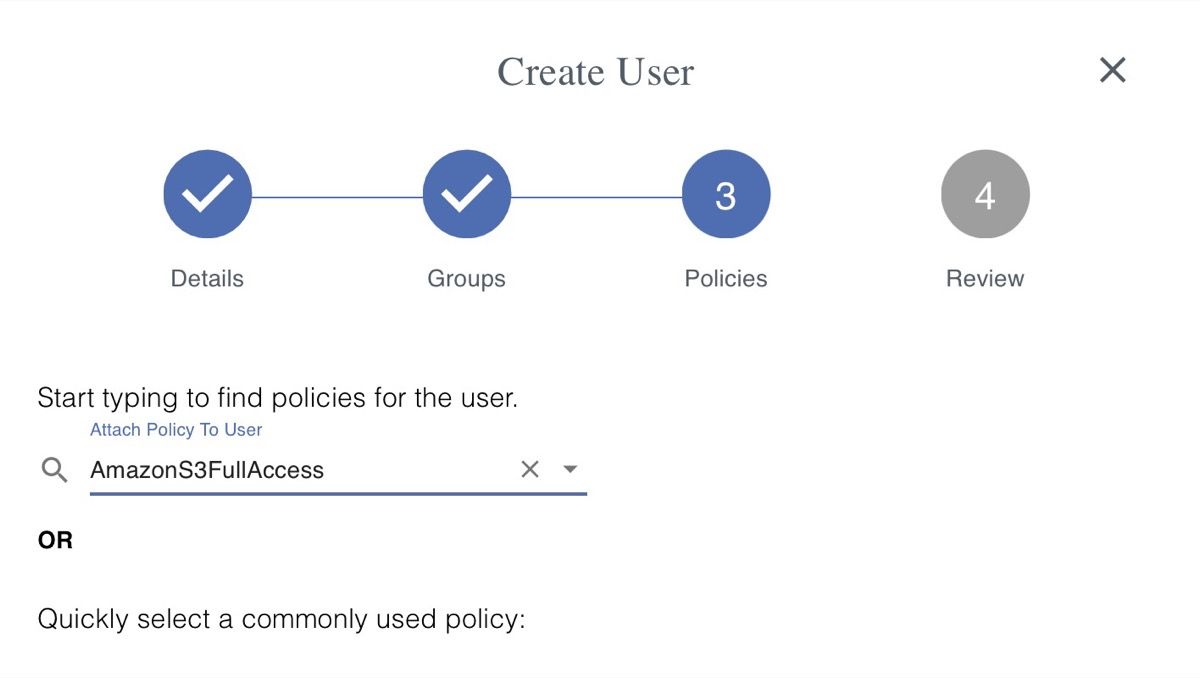 Create User
3
4
Details
Groups
Policies
Review
Start typing to find policies for the user.
Attach Policy To User
AmazonS3FullAccess
OR
Quickly select a commonly used policy: